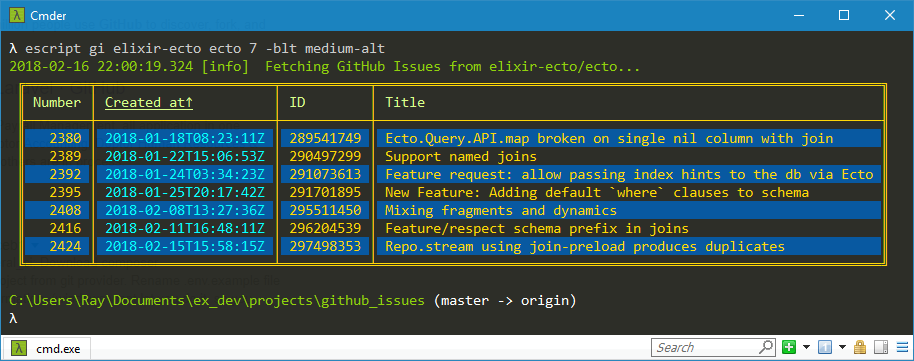 Cmder
λ escript gi elixir-ecto ecto 7 -blt medium-alt
2018-02-16 22:00:19.324 [info]  Fetching GitHub Issues from elixir-ecto/ecto...
Number Created at↑ ID Title
2380 2018-01-18T08:23:11Z 289541749 Ecto.Query.API.map broken on single nil column with join
2389 2018-01-22T15:06:53Z 290497299 Support named joins
2392 2018-01-24T03:34:23Z 291073613 Feature request: allow passing index hints to the db via Ecto
2395 2018-01-25T20:17:42Z 291701895 New Feature: Adding default `where` clauses to schema
2408 2018-02-08T13:27:36Z 295511450 Mixing fragments and dynamics
2416 2018-02-11T16:48:11Z 296204539 Feature/respect schema prefix in joins
2424 2018-02-15T15:58:15Z 297498353 Repo.stream using join-preload produces duplicates
C:\Users\Ray\Documents\ex_dev\projects\github_issues (master -> origin)
λ
cmd.exe Search